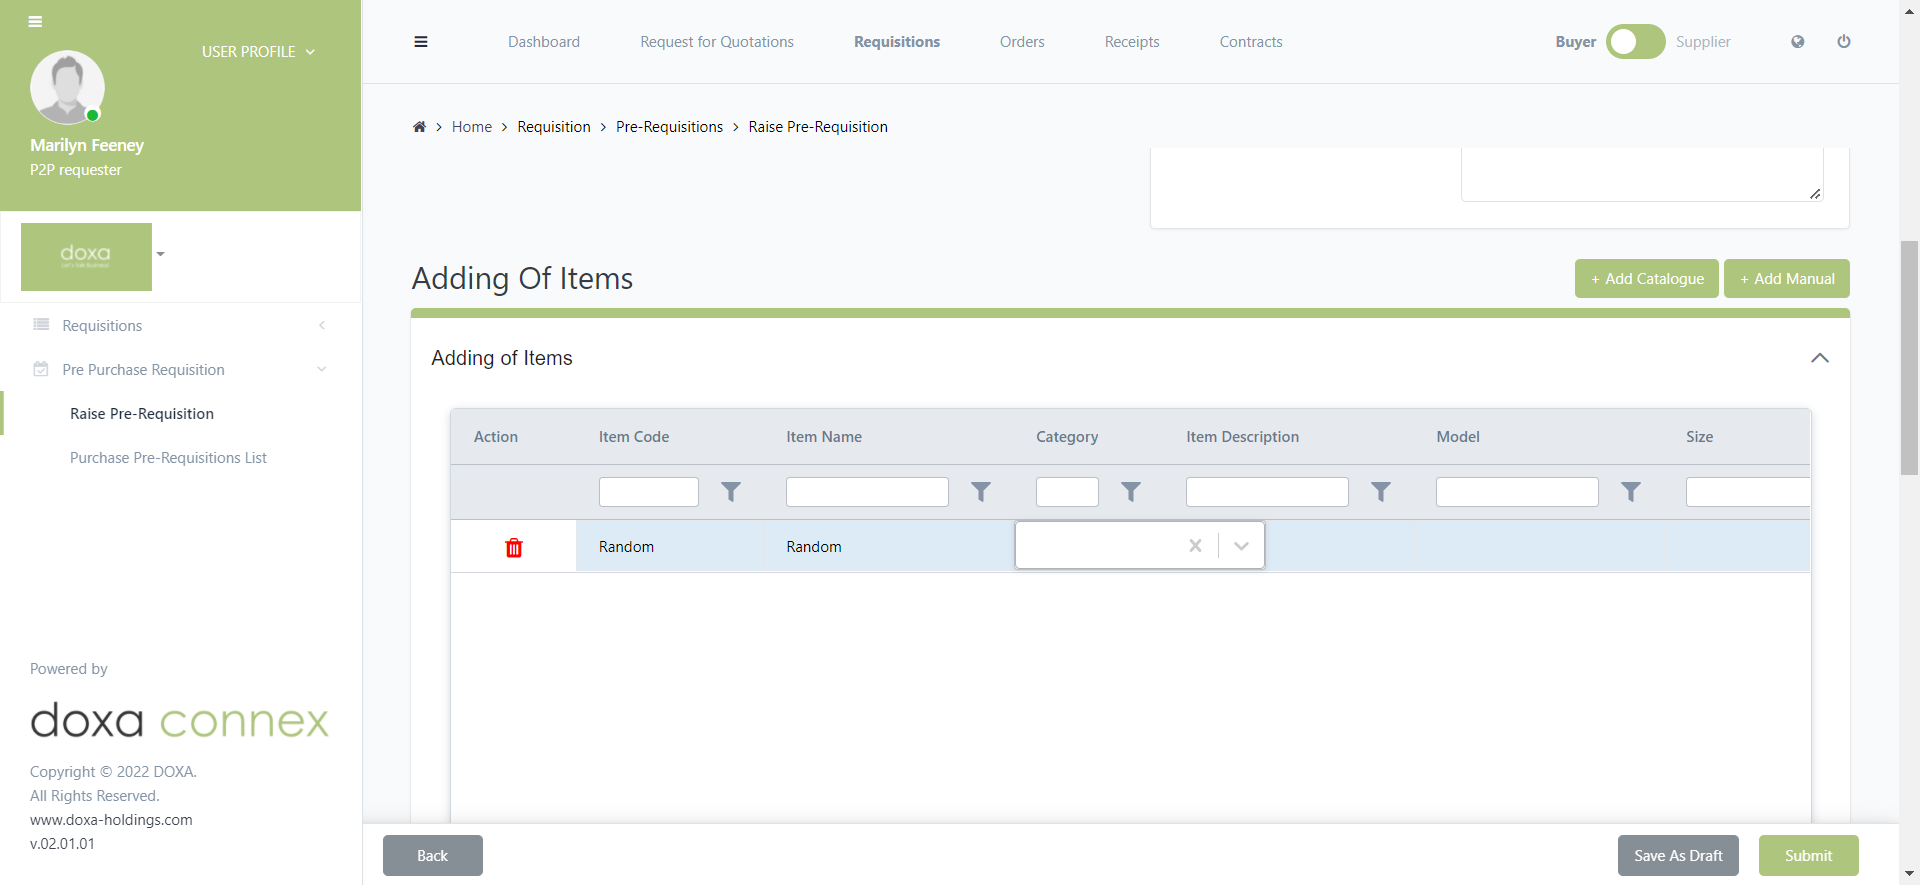 USER PROFILE
Marilyn Feeney
P2P requester
doxa
Requisitions
Pre Purchase Requisition
Raise Pre-Requisition
Purchase Pre-Requisitions List
Powered by
doxa connex
Copyright © 2022 DOXA.
All Rights Reserved.
www.doxa-holdings.com
v.02.01.01
Dashboard Request for Quotations Requisitions Orders Receipts Contracts Buyer Supplier
Home Requisition Pre-Requisitions Raise Pre-Requisition
Adding Of Items + Add Catalogue + Add Manual
Adding of Items
Action Item Code Item Name Category Item Description Model Size
Random Random
Back Save As Draft Submit